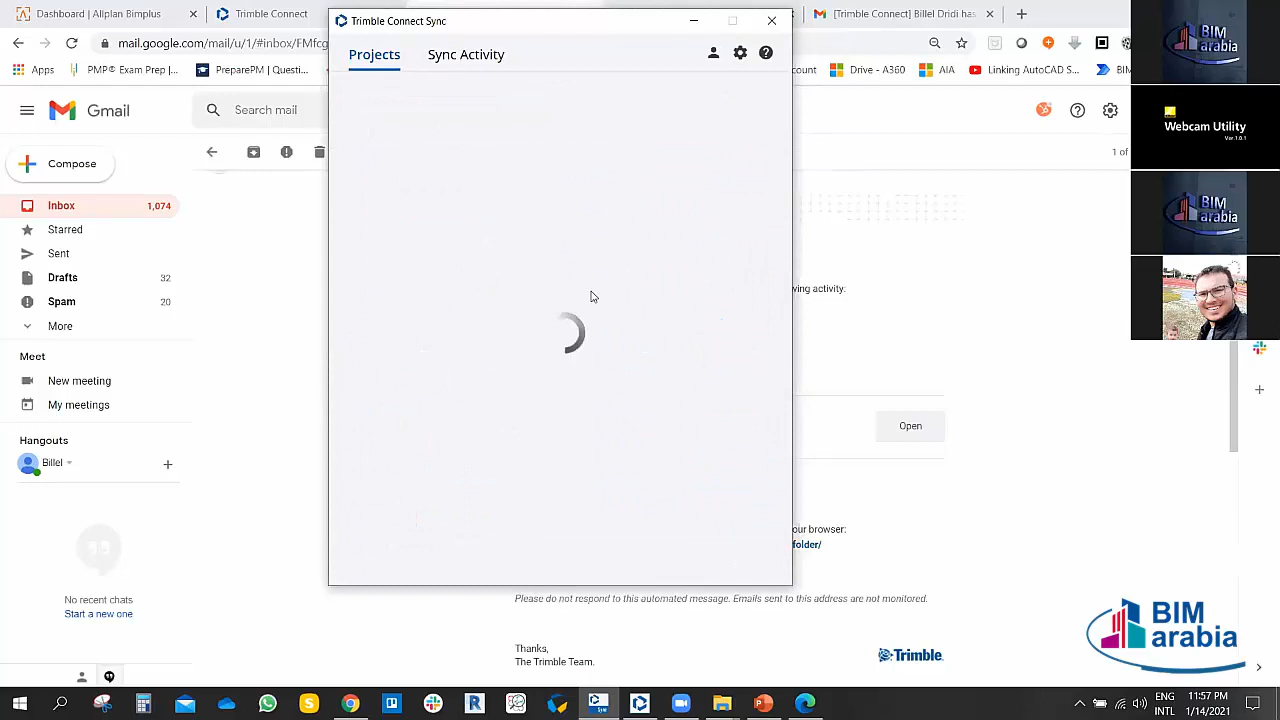 Dashboard | Allplan Bimplus
Trimble Connect
[Trimble Connect] Billel Dridi has
Trimble Connect Sync
mail.google.com/mail/u/1/#inbox/FMfcg
Apps
PMP® Exam Prep |
PreparePM | Questi...
count
Drive - A360
AIA
Linking AutoCAD S...
BIM
Projects
Sync Activity
Gmail
Search mail
Compose
1 of
Inbox
1,074
Starred
Sent
Drafts
32
Spam
20
More
Meet
New meeting
My meetings
Hangouts
Billel
No recent chats
Start a new one
ving activity:
Open
our browser:
folder/
Please do not respond to this automated message. Emails sent to this address are not monitored.
Thanks,
The Trimble Team.
Trimble
BIM
arabia
Webcam Utility
Ver.1.0.1
BIM
arabia
BIM
arabia
ENG
INTL
11:57 PM
1/14/2021